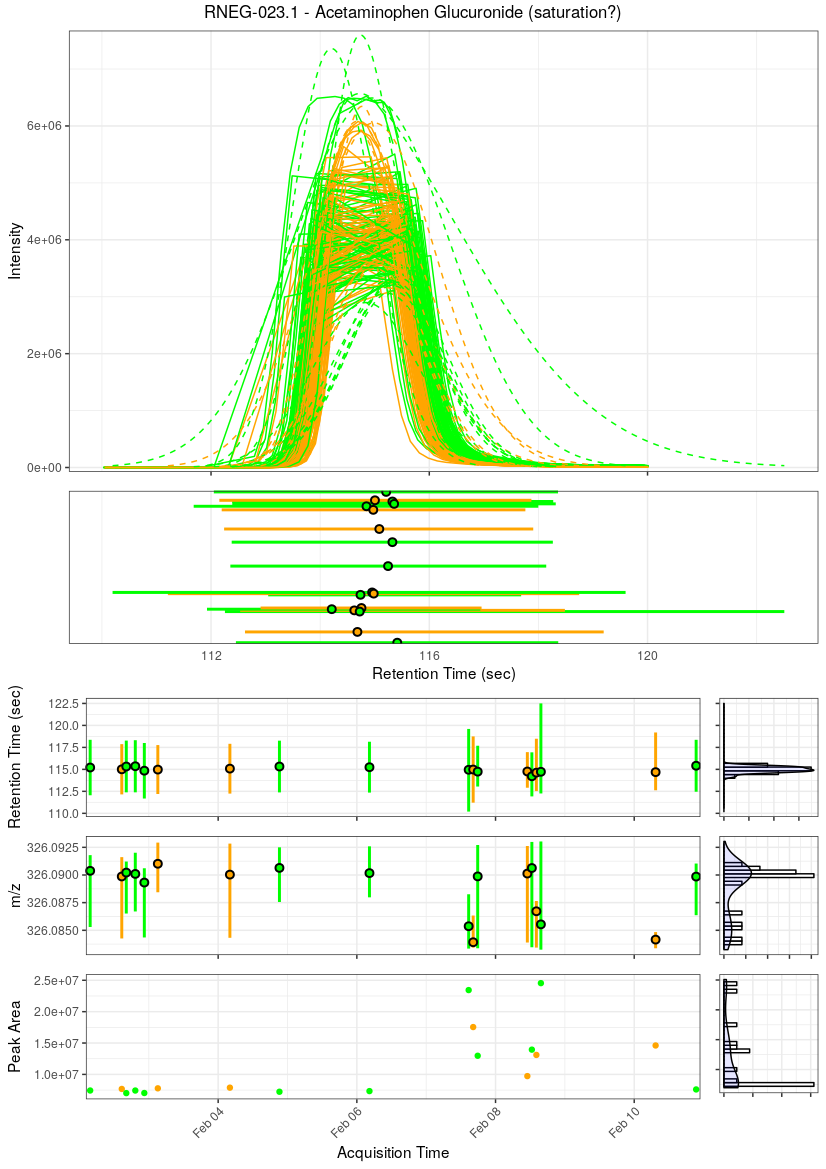 RNEG-023.1 - Acetaminophen Glucuronide (saturation?)
Intensity
6e+06
4e+06
2e+06
0e+00
112
116
120
Retention Time (sec)
Retention Time (sec)
122.5
120.0
117.5
115.0
112.5
110.0
m/z
326.0925
326.0900
326.0875
326.0850
Peak Area
2.5e+07
2.0e+07
1.5e+07
1.0e+07
Feb 04
Feb 06
Feb 08
Feb 10
Acquisition Time